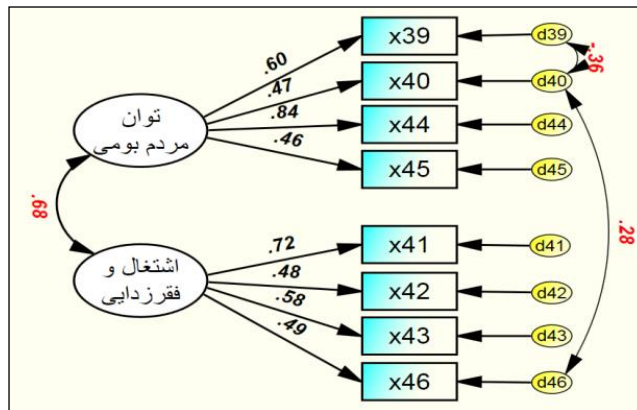 x39
d39
-.36
.60
x40
d40
.47
توان
مردم بومی
.84
x44
d44
.46
x45
d45
.68
.28
.72
x41
d41
اشتغال و
فقرزدایی
.48
x42
d42
.58
x43
d43
.49
x46
d46